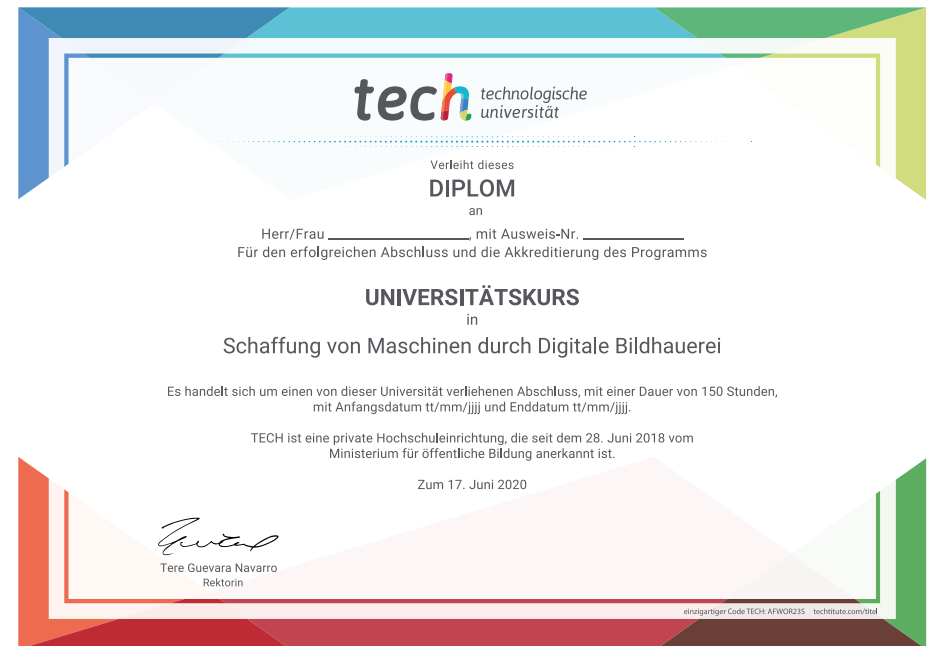 tech technologische
universität
Verleiht dieses
DIPLOM
an
Herr/Frau ____________________, mit Ausweis-Nr. ______________
Für den erfolgreichen Abschluss und die Akkreditierung des Programms
UNIVERSITÄTSKURS
in
Schaffung von Maschinen durch Digitale Bildhauerei
Es handelt sich um einen von dieser Universität verliehenen Abschluss, mit einer Dauer von 150 Stunden,
mit Anfangsdatum tt/mm/jjjj und Enddatum tt/mm/jjjj.
TECH ist eine private Hochschuleinrichtung, die seit dem 28. Juni 2018 vom
Ministerium für öffentliche Bildung anerkannt ist.
Zum 17. Juni 2020
Tere Guevara Navarro
Rektorin
einzigartiger Code TECH: AFWOR23S techtitute.com/titel